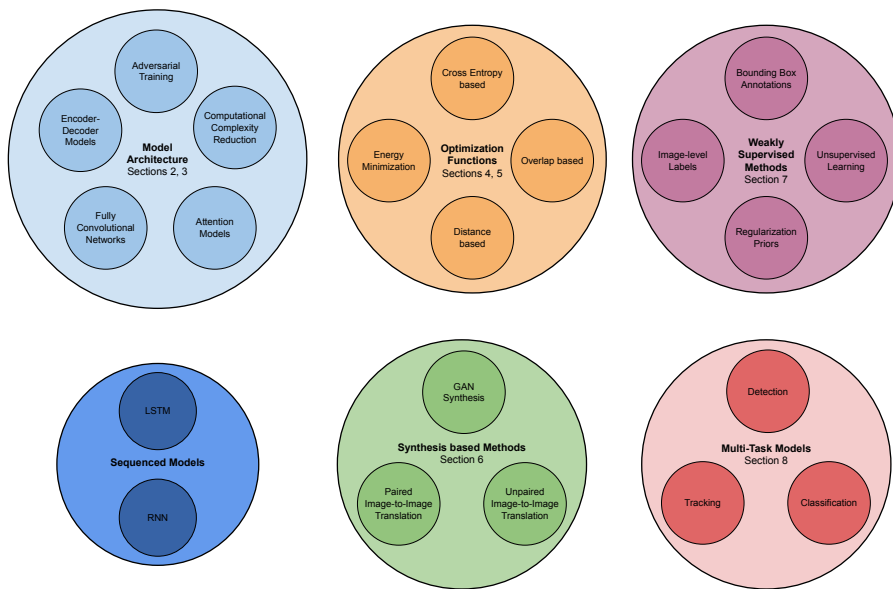 Adversarial
Training
Encoder-
Decoder
Models
Computational
Complexity
Reduction
Model
Architecture
Sections 2, 3
Fully
Convolutional
Networks
Attention
Models
Cross Entropy
based
Energy
Minimization
Optimization
Functions
Sections 4, 5
Overlap based
Distance
based
Bounding Box
Annotations
Image-level
Labels
Weakly
Supervised
Methods
Section 7
Unsupervised
Learning
Regularization
Priors
LSTM
Sequenced Models
RNN
GAN
Synthesis
Synthesis based Methods
Section 6
Paired
Image-to-Image
Translation
Unpaired
Image-to-Image
Translation
Detection
Multi-Task Models
Section 8
Tracking
Classification